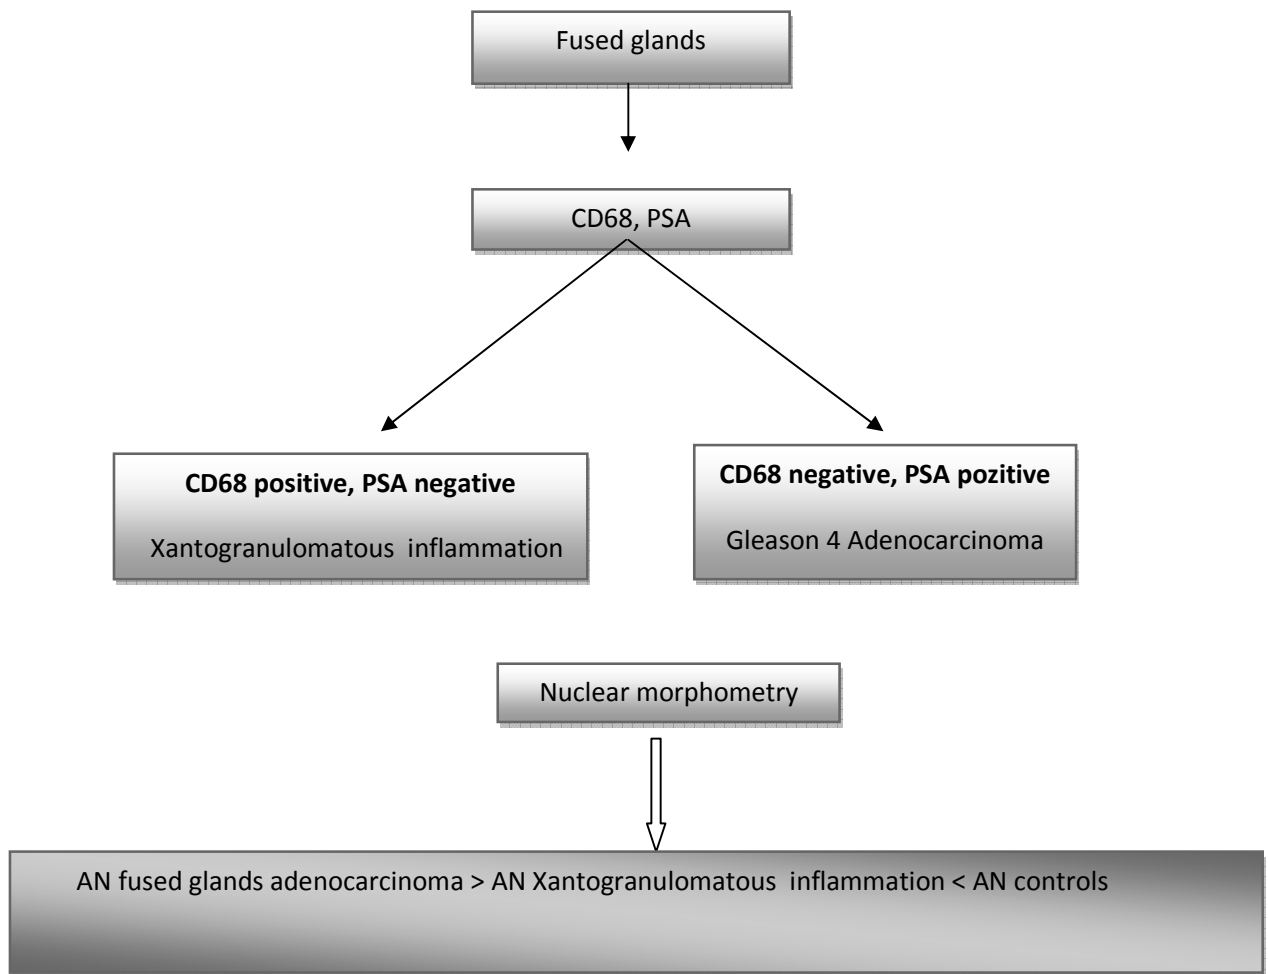 Fused glands
CD68, PSA
CD68 positive, PSA negative
Xantogranulomatous inflammation
CD68 negative, PSA pozitive
Gleason 4 Adenocarcinoma
Nuclear morphometry
AN fused glands adenocarcinoma > AN Xantogranulomatous inflammation < AN controls